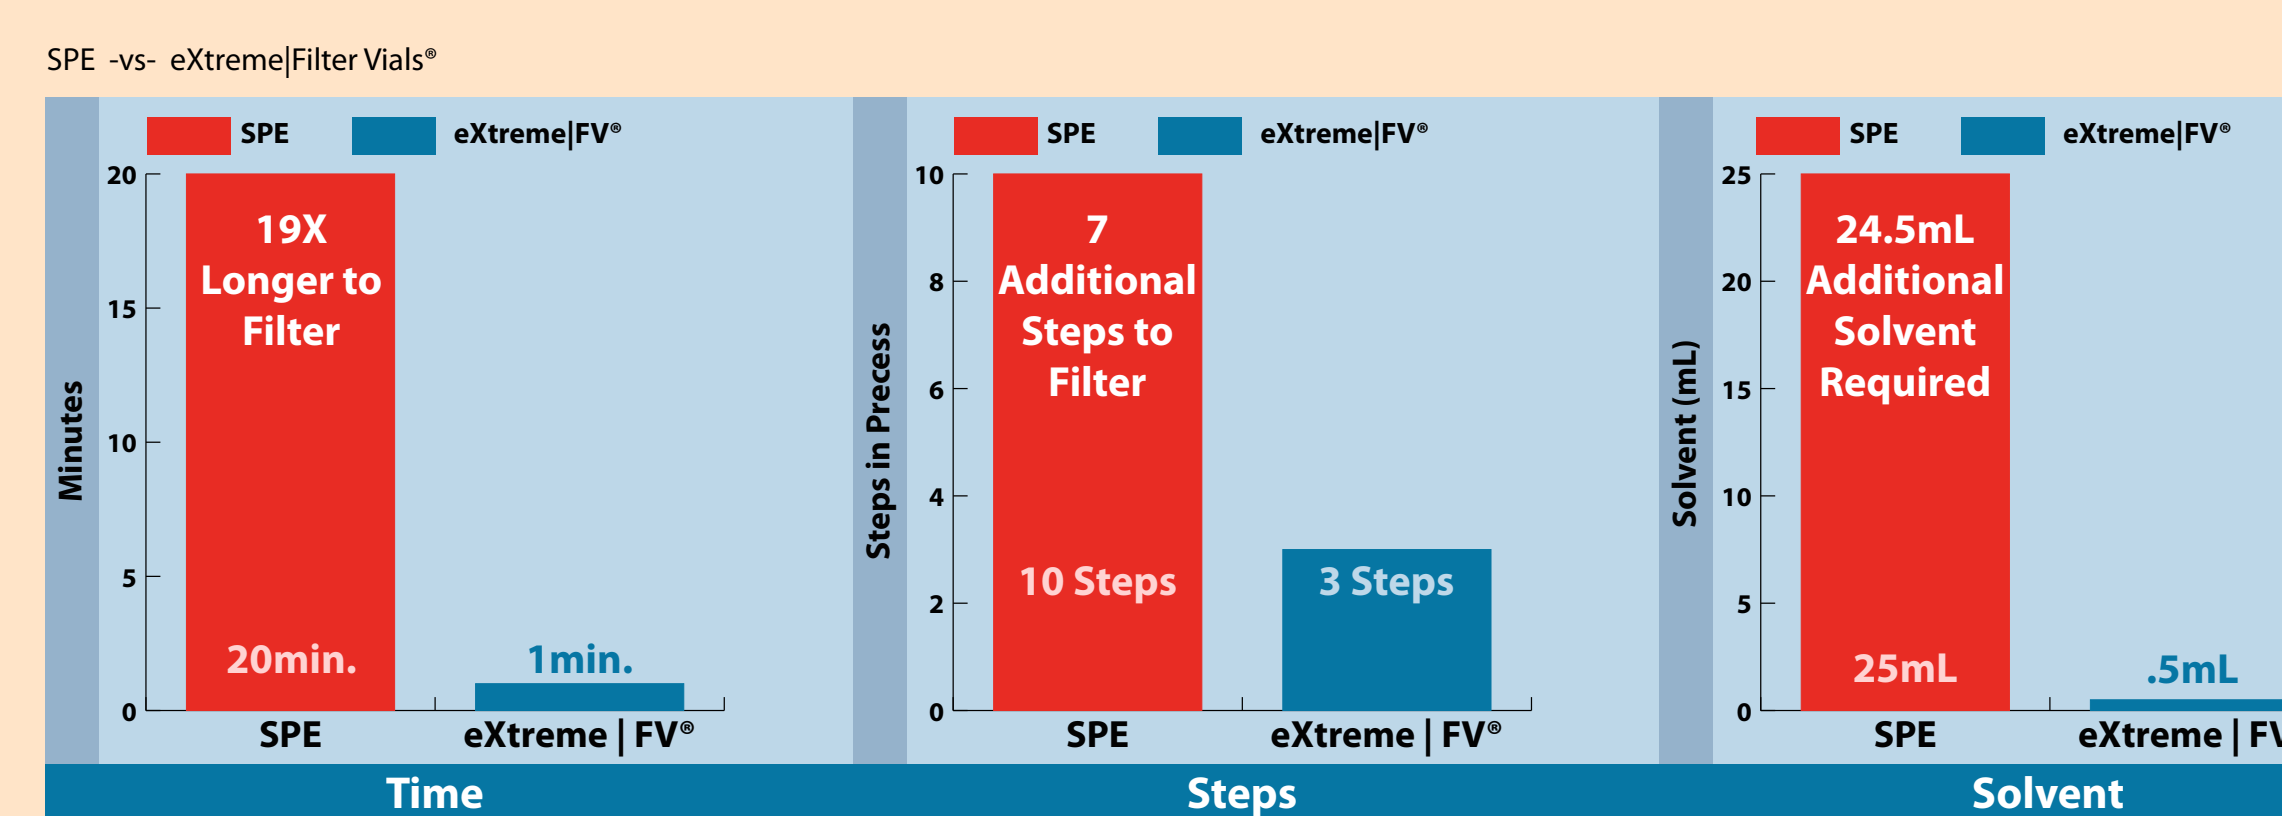 SPE -vs- eXtreme|Filter Vials®
SPE eXtreme|FV®
20
15
10
5
0
Minutes
19X
Longer to
Filter
20min.
1min.
SPE eXtreme | FV®
Time
SPE eXtreme|FV®
10
8
6
4
2
0
Steps in Precess
7
Additional
Steps to
Filter
10 Steps
3 Steps
SPE eXtreme | FV®
Steps
SPE eXtreme|FV®
25
20
15
10
5
0
Solvent (mL)
24.5mL
Additional
Solvent
Required
25mL
.5mL
SPE eXtreme |
Solvent